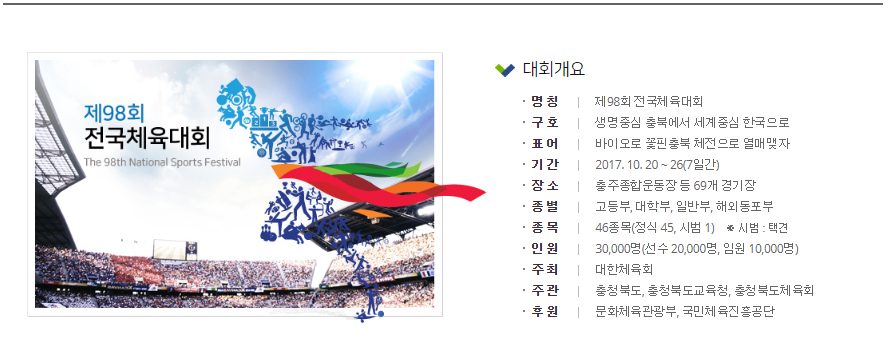 제98회
전국체육대회
The 98th National Sports Festival
대회개요
· 명 칭 | 제98회 전국체육대회
· 구 호 | 생명중심 충북에서 세계중심 한국으로
· 표 어 | 바이오로 꽃핀충북 체전으로 열매맺자
· 기 간 | 2017. 10. 20 ~ 26(7일간)
· 장 소 | 충주종합운동장 등 69개 경기장
· 종 별 | 고등부, 대학부, 일반부, 해외동포부
· 종 목 | 46종목(정식 45, 시범 1) ※ 시범 : 택견
· 인 원 | 30,000명(선수 20,000명, 임원 10,000명)
· 주 최 | 대한체육회
· 주 관 | 충청북도, 충청북도교육청, 충청북도체육회
· 후 원 | 문화체육관광부, 국민체육진흥공단